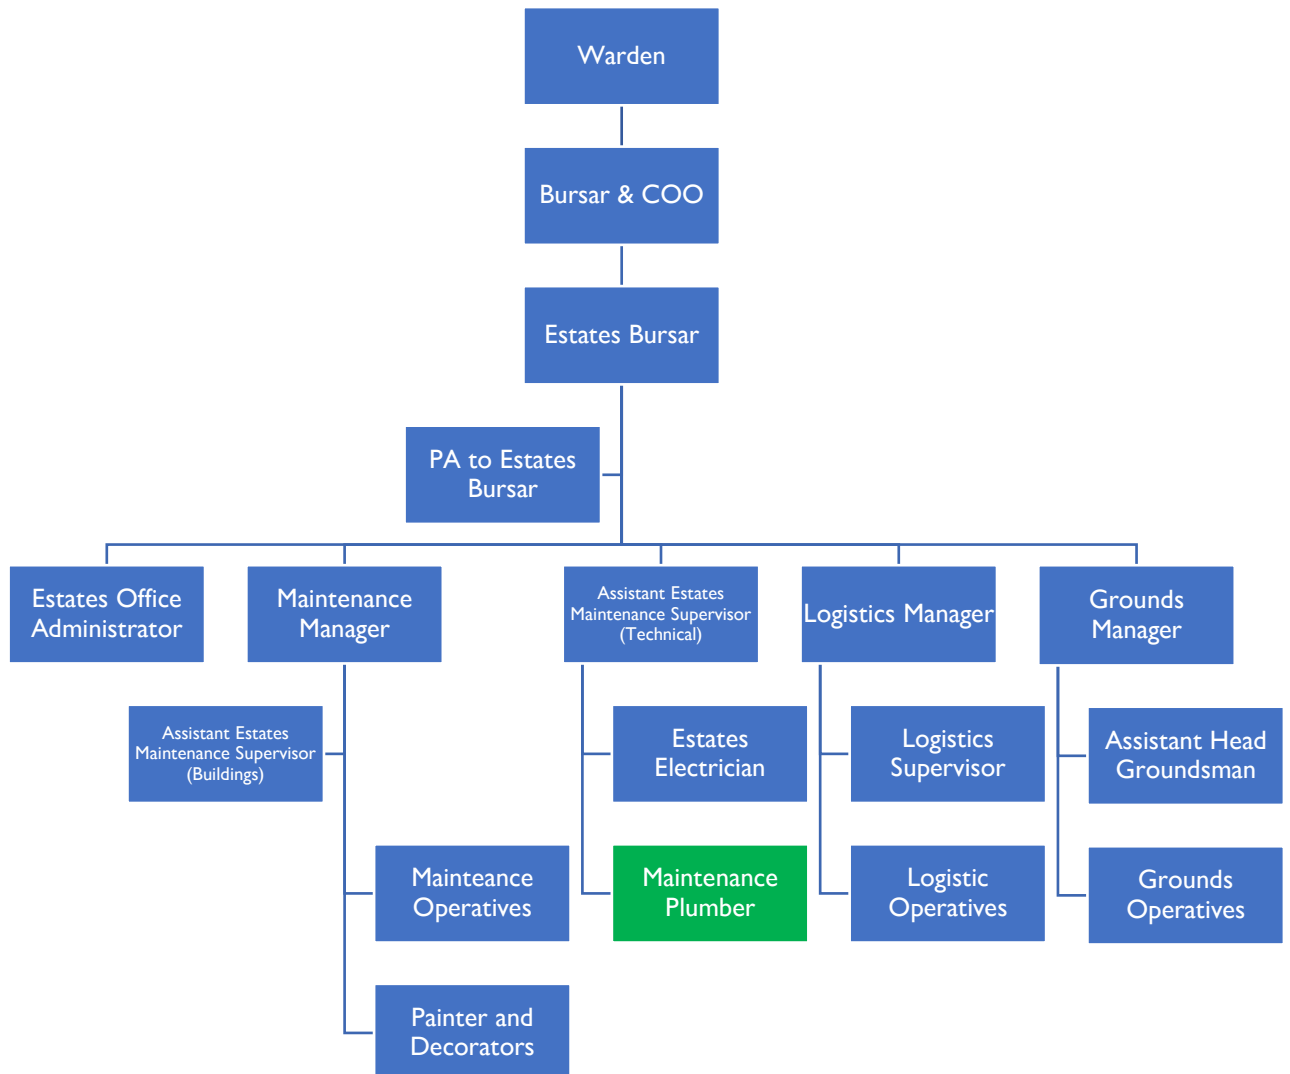 Warden
Bursar & COO
Estates Bursar
PA to Estates
Bursar
Estates Office
Administrator
Maintenance
Manager
Assistant Estates
Maintenance Supervisor
(Technical)
Logistics Manager
Grounds
Manager
Assistant Estates
Maintenance Supervisor
(Buildings)
Estates
Electrician
Logistics
Supervisor
Assistant Head
Groundsman
Mainteance
Operatives
Maintenance
Plumber
Logistic
Operatives
Grounds
Operatives
Painter and
Decorators